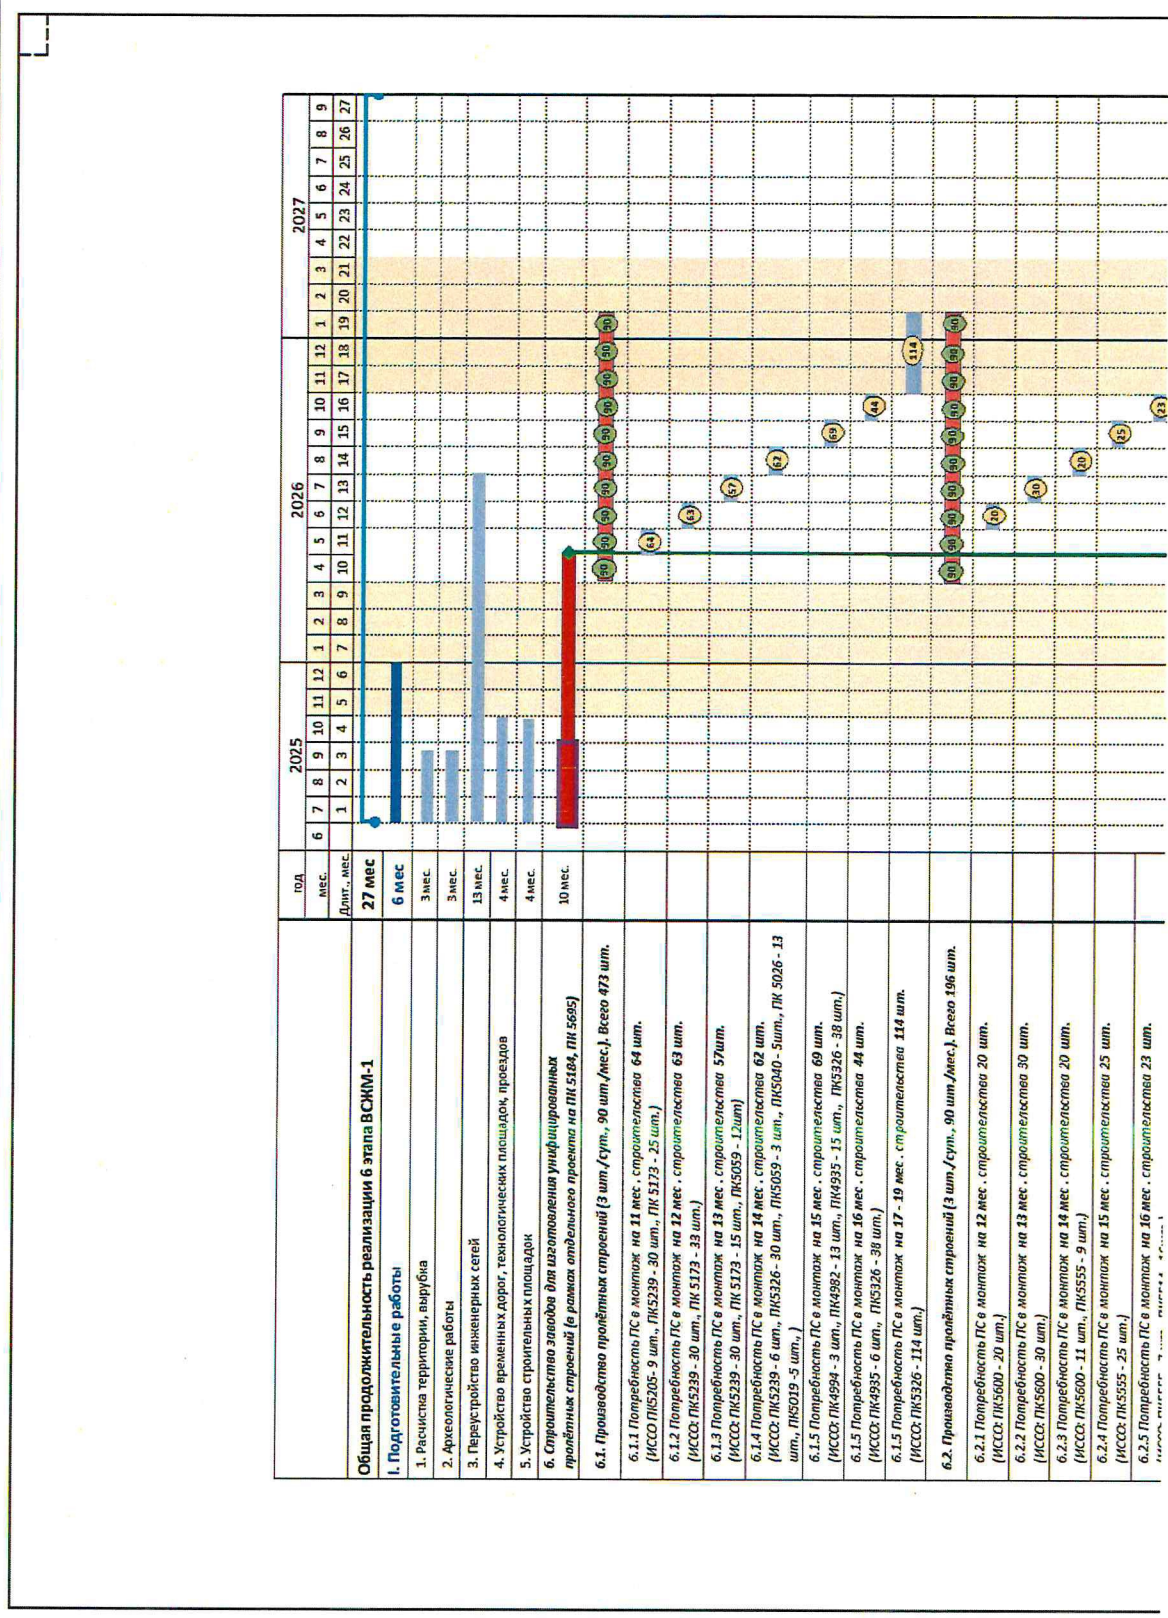 год 2025 2026 2027
мес. 6 7 8 9 10 11 12 1 2 3 4 5 6 7 8 9 10 11 12 1 2 3 4 5 6 7 8 9
Длит., мес. 1 2 3 4 5 6 7 8 9 10 11 12 13 14 15 16 17 18 19 20 21 22 23 24 25 26 27
Общая продолжительность реализации 6 этапа ВСЖМ-1 27 мес
I. Подготовительные работы 6 мес
1. Расчистка территории, вырубка 3 мес.
2. Археологические работы 3 мес.
3. Переустройство инженерных сетей 13 мес.
4. Устройство временных дорог, технологических площадок, проездов 4 мес.
5. Устройство строительных площадок 4 мес.
6. Строительство заводов для изготовления унифицированных
пролётных строений (в рамках отдельного проекта на ПК 5184, ПК 5695) 10 мес.
6.1. Производство пролётных строений (3 шт./сут., 90 шт./мес.). Всего 473 шт. 90 90 90 90 90 90 90 90 90 90
6.1.1 Потребность ПС в монтаж на 11 мес. строительства 64 шт. 64
(ИССО ПК5205- 9 шт., ПК5239 - 30 шт., ПК 5173 - 25 шт.)
6.1.2 Потребность ПС в монтаж на 12 мес. строительства 63 шт. 63
(ИССО: ПК5239 - 30 шт., ПК 5173 - 33 шт.)
6.1.3 Потребность ПС в монтаж на 13 мес. строительства 57шт. 57
(ИССО: ПК5239 - 30 шт., ПК 5173 - 15 шт., ПК5059 - 12шт)
6.1.4 Потребность ПС в монтаж на 14 мес. строительства 62 шт. 62
(ИССО: ПК5239 - 6 шт., ПК5326 - 30 шт., ПК5059 - 3 шт., ПК5040 - 5шт., ПК 5026 - 13
шт., ПК5019 -5 шт., )
6.1.5 Потребность ПС в монтаж на 15 мес. строительства 69 шт. 69
(ИССО: ПК4994 - 3 шт., ПК4982 - 13 шт., ПК4935 - 15 шт., ПК5326 - 38 шт.)
6.1.5 Потребность ПС в монтаж на 16 мес. строительства 44 шт. 44
(ИССО: ПК4935 - 6 шт., ПК5326 - 38 шт.)
6.1.5 Потребность ПС в монтаж на 17 - 19 мес. строительства 114 шт. 114
(ИССО: ПК5326 - 114 шт.)
6.2. Производство пролётных строений (3 шт./сут., 90 шт./мес.). Всего 196 шт. 90 90 90 90 90 90 90 90 90 90
6.2.1 Потребность ПС в монтаж на 12 мес. строительства 20 шт. 20
(ИССО: ПК5600 - 20 шт.)
6.2.2 Потребность ПС в монтаж на 13 мес. строительства 30 шт. 30
(ИССО: ПК5600 - 30 шт.)
6.2.3 Потребность ПС в монтаж на 14 мес. строительства 20 шт. 20
(ИССО: ПК5600 - 11 шт., ПК5555 - 9 шт.)
6.2.4 Потребность ПС в монтаж на 15 мес. строительства 25 шт. 25
(ИССО: ПК5555 - 25 шт.)
6.2.5 Потребность ПС в монтаж на 16 мес. строительства 23 шт. 23